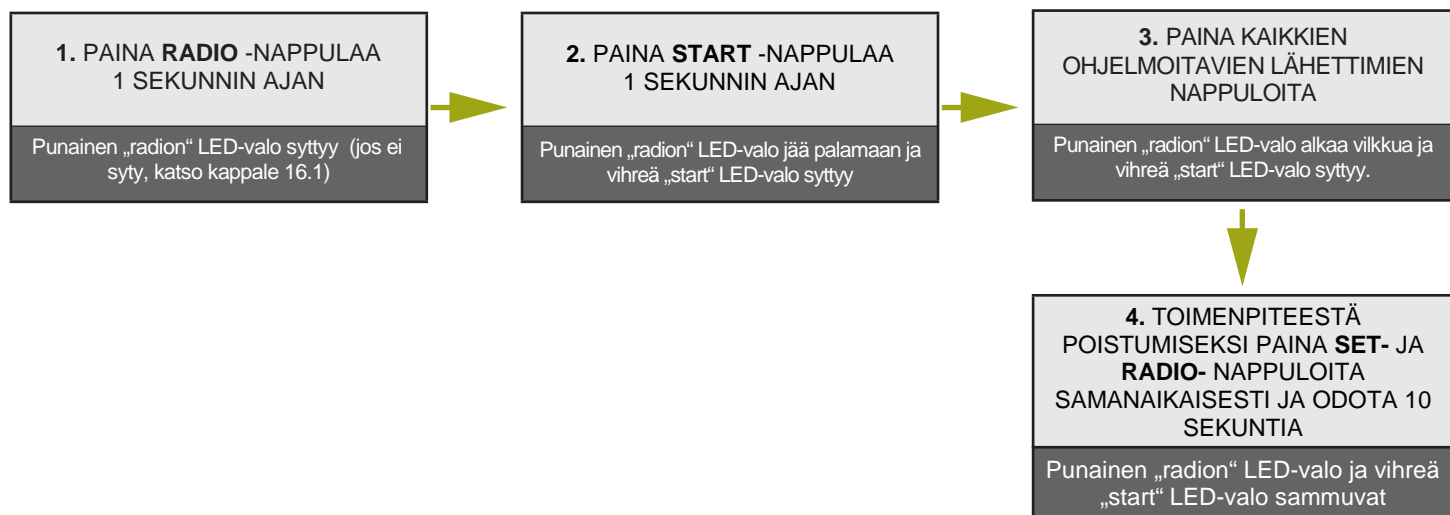 1. PAINA RADIO -NAPPULAA
1 SEKUNNIN AJAN
Punainen „radion“ LED-valo syttyy (jos ei
syty, katso kappale 16.1)
2. PAINA START -NAPPULAA
1 SEKUNNIN AJAN
Punainen „radion“ LED-valo jää palamaan ja
vihreä „start“ LED-valo syttyy
3. PAINA KAIKKIEN
OHJELMOITAVIEN LÄHETTIMIEN
NAPPULOITA
Punainen „radion“ LED-valo alkaa vilkkua ja
vihreä „start“ LED-valo syttyy.
4. TOIMENPITEESTÄ
POISTUMISEKSI PAINA SET- JA
RADIO- NAPPULOITA
SAMANAIKAISESTI JA ODOTA 10
SEKUNTIA
Punainen „radion“ LED-valo ja vihreä
„start“ LED-valo sammuvat